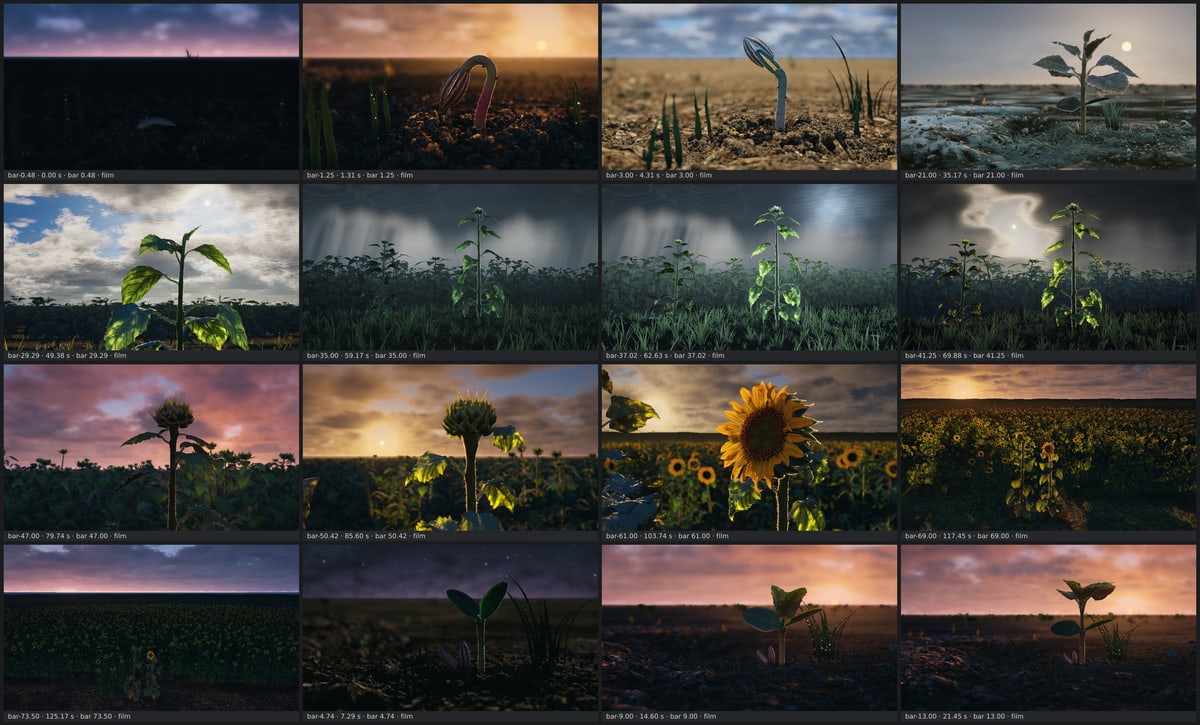 bar-0.48 · 0.00 s · bar 0.48 · film
bar-1.25 · 1.31 s · bar 1.25 · film
bar-3.00 · 4.31 s · bar 3.00 · film
bar-21.00 · 35.17 s · bar 21.00 · film
bar-29.29 · 49.38 s · bar 29.29 · film
bar-35.00 · 59.17 s · bar 35.00 · film
bar-37.02 · 62.63 s · bar 37.02 · film
bar-41.25 · 69.88 s · bar 41.25 · film
bar-47.00 · 79.74 s · bar 47.00 · film
bar-50.42 · 85.60 s · bar 50.42 · film
bar-61.00 · 103.74 s · bar 61.00 · film
bar-69.00 · 117.45 s · bar 69.00 · film
bar-73.50 · 125.17 s · bar 73.50 · film
bar-4.74 · 7.29 s · bar 4.74 · film
bar-9.00 · 14.60 s · bar 9.00 · film
bar-13.00 · 21.45 s · bar 13.00 · film